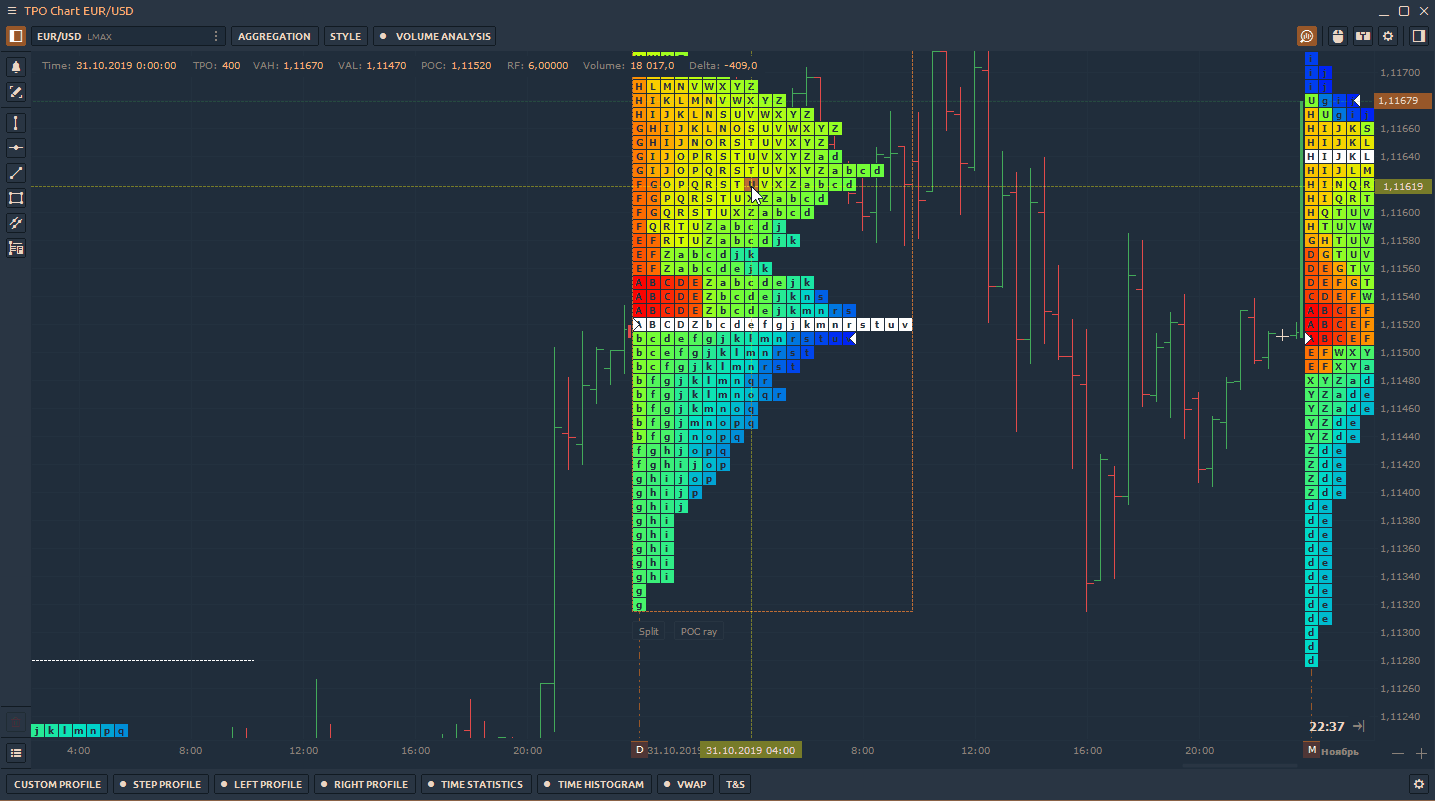 TPO Chart EUR/USD
EUR/USD LMAX AGGREGATION STYLE VOLUME ANALYSIS
Time: 31.10.2019 0:00:00 TPO: 400 VAH: 1,11670 VAL: 1,11470 POC: 1,11520 RF: 6,00000 Volume: 18 017,0 Delta: -409,0
1,11700
H L M N V W X Y Z
H I K L M N V W X Y Z U g 1,11679
H I J K L N S U V W X Y Z H U g
G H I J K L N O S U V W X Y Z H I J K S 1,11660
G H I J N O R S T U V X Y Z H I J K L
G I J O P R S T U V X Y Z a d H I J K L 1,11640
G I J O P Q R S T U V X Y Z a b c d H I J L M
F G O P Q R S T U V X Z a b c d H I N Q R 1,11619
F G P Q R S T U X Z a b c d H I Q R T
F G Q R S T U X Z a b c d H Q T U V 1,11600
F Q R T U Z a b c d j H T U V W
E F R T U Z a b c d j k G H T U V 1,11580
E F Z a b c d j k D G T U V
E F Z a b c d e j k D E G T V 1,11560
A B C D E Z a b c d e j k D E F G T
A B C D E Z b c d e j k n s C D E F W 1,11540
A B C D E Z b c d e j k m n r s A B C E F
A B C D Z b c d e f g j k m n r s t u v A B C E F 1,11520
b c d e f g j k l m n r s t u A B C E F
b c e f g j k l m n r s t E F W X Y 1,11500
b c f g j k l m n r s t E F X Y a
b f g j k l m n q r X Y Z a d 1,11480
b f g j k l m n o q r Y Z a d e
b f g j k m n o q Y Z a d e 1,11460
b f g j m n o p q Y Z d e
b f g j n o p q Y Z d e 1,11440
f g h j o p q Z d e
f g h i j o p Z d e 1,11420
g h i j o p Z d e
g h i j p Z d e 1,11400
g h i j d e
g h i d e 1,11380
g h i d e
g h i d e 1,11360
g h i d e
g h i d e 1,11340
g d e
g d e 1,11320
d e
Split POC ray d 1,11300
d
d 1,11280
1,11260
1,11240
22:37
j k l m n p q
4:00 8:00 12:00 16:00 20:00 D 31.10.2019 31.10.2019 04:00 8:00 12:00 16:00 20:00 M Ноябрь
CUSTOM PROFILE STEP PROFILE LEFT PROFILE RIGHT PROFILE TIME STATISTICS TIME HISTOGRAM VWAP T&S